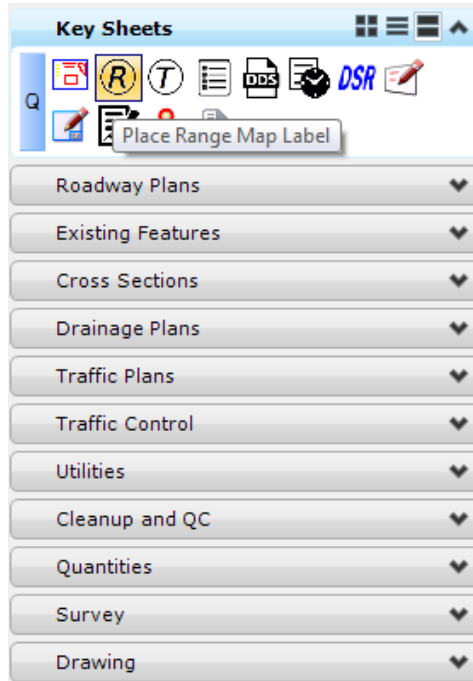 Key Sheets
Q
R T DDS DSR
Place Range Map Label
Roadway Plans
Existing Features
Cross Sections
Drainage Plans
Traffic Plans
Traffic Control
Utilities
Cleanup and QC
Quantities
Survey
Drawing